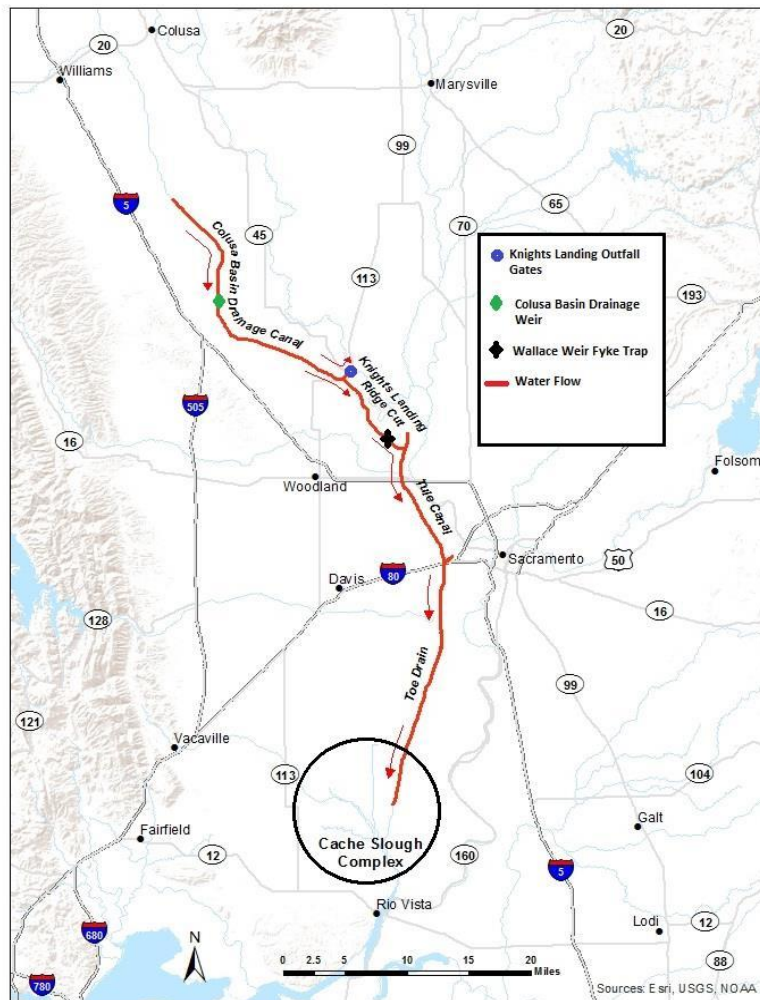 20
Colusa
20
Williams
Marysville
99
5
65
70
45
Colusa Basin Drainage Canal
113
193
Knights Landing Outfall
Gates
Colusa Basin Drainage
Weir
Wallace Weir Fyke Trap
Water Flow
Knights Landing
Ridge Cut
505
16
Woodland
Tule Canal
Folsom
Sacramento
50
80
Davis
16
128
Toe Drain
99
121
Vacaville
113
104
Galt
Fairfield
Cache Slough
Complex
12
160
5
Rio Vista
12
Lodi
680
88
N
0 2.5 5 10 15 20
Miles
780
Sources: Esri, USGS, NOAA